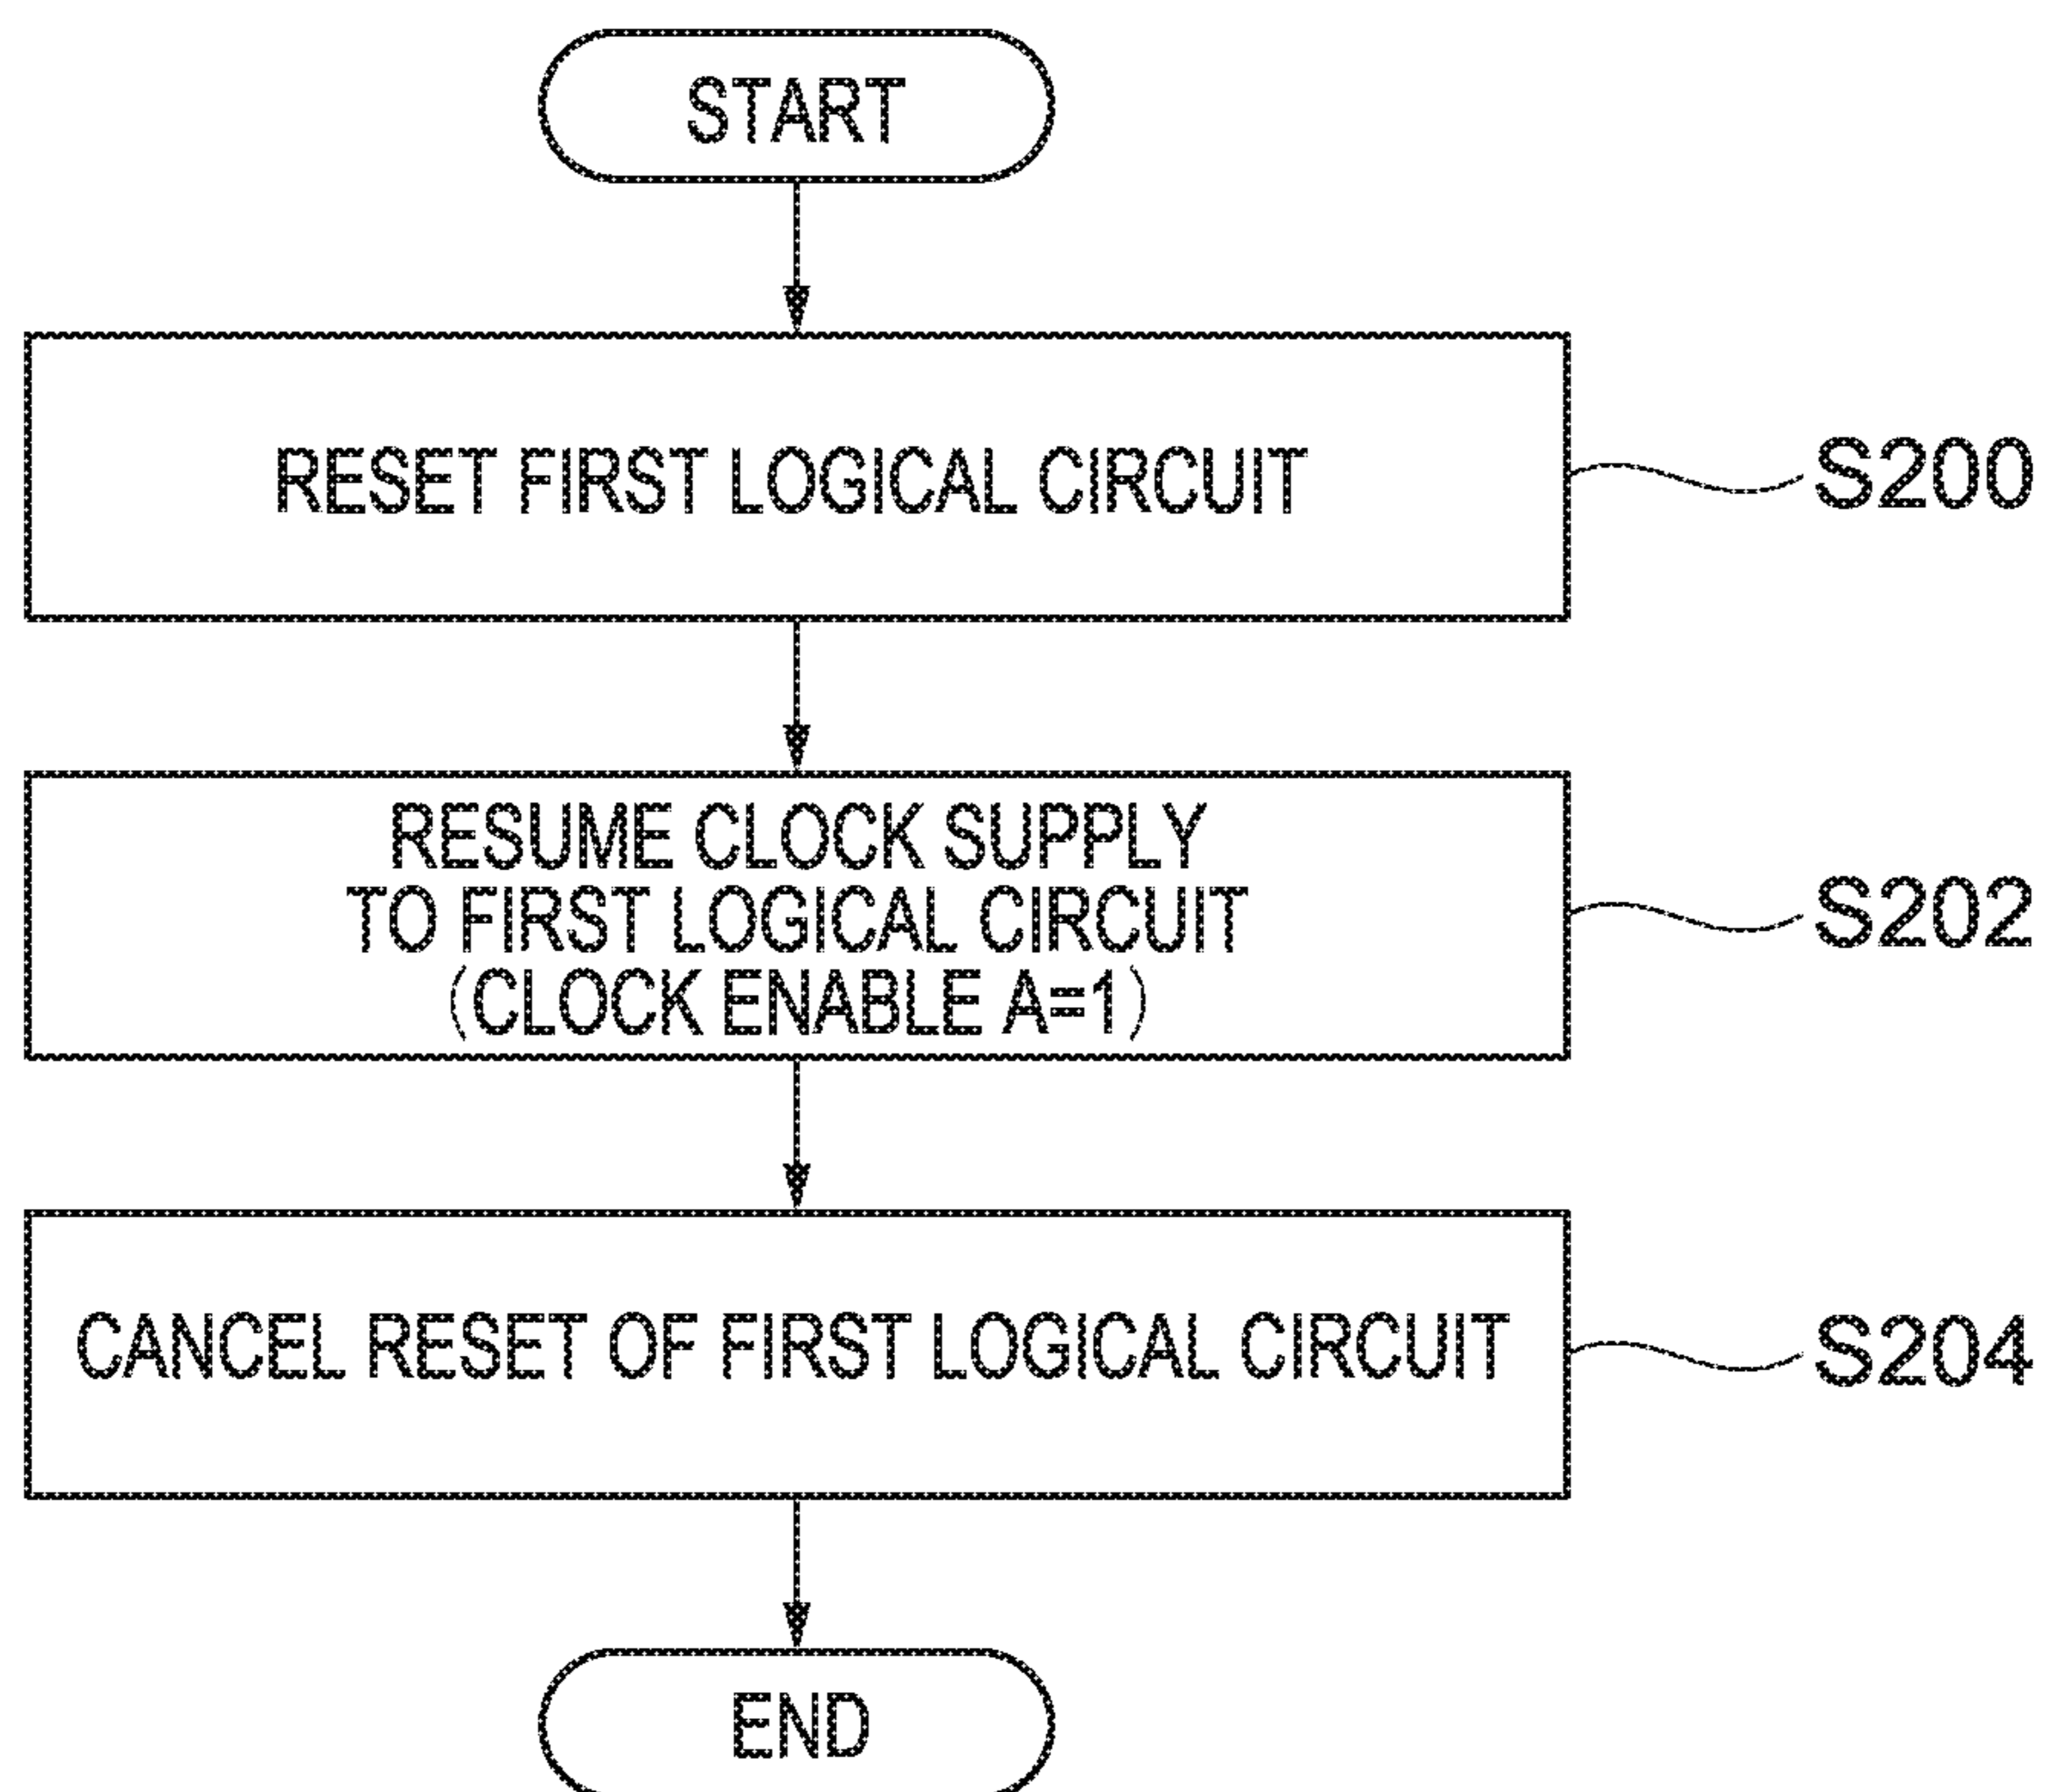 START
RESET FIRST LOGICAL CIRCUIT
S200
RESUME CLOCK SUPPLY
TO FIRST LOGICAL CIRCUIT
(CLOCK ENABLE A=1)
S202
CANCEL RESET OF FIRST LOGICAL CIRCUIT
S204
END